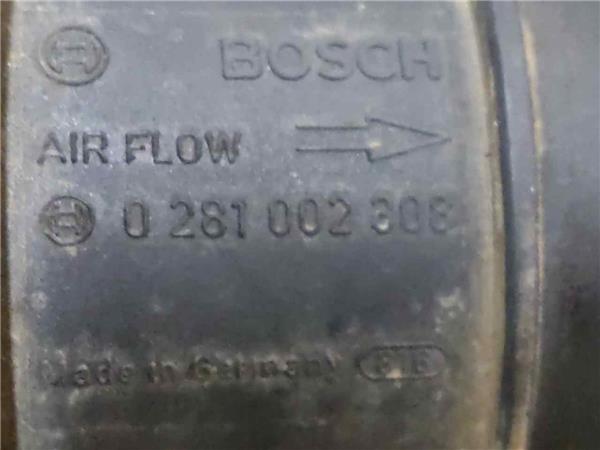 BOSCH
AIR FLOW
0 281 002 308
Made in Germany